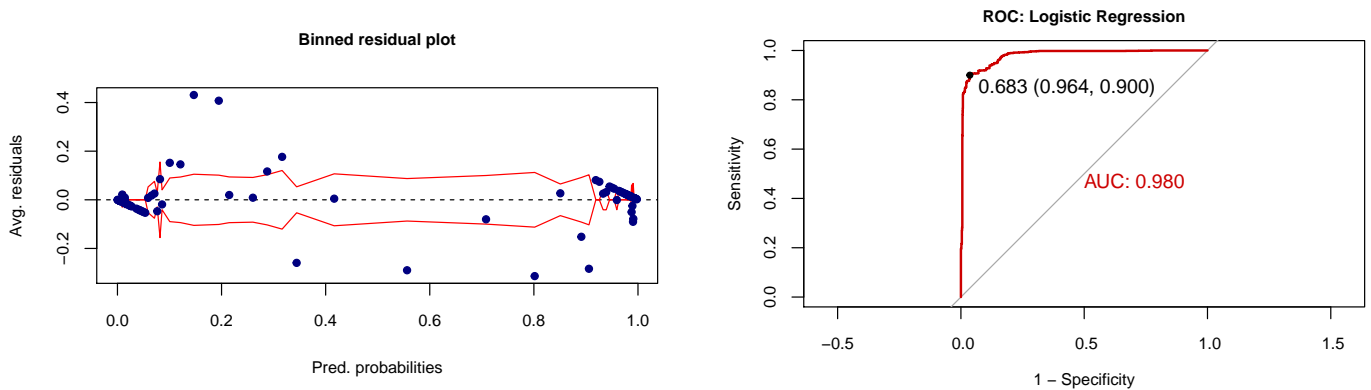 Binned residual plot
Avg. residuals
0.4
0.2
0.0
−0.2
0.0 0.2 0.4 0.6 0.8 1.0
Pred. probabilities
ROC: Logistic Regression
Sensitivity
1.0
0.8
0.6
0.4
0.2
0.0
0.683 (0.964, 0.900)
AUC: 0.980
−0.5 0.0 0.5 1.0 1.5
1 − Specificity